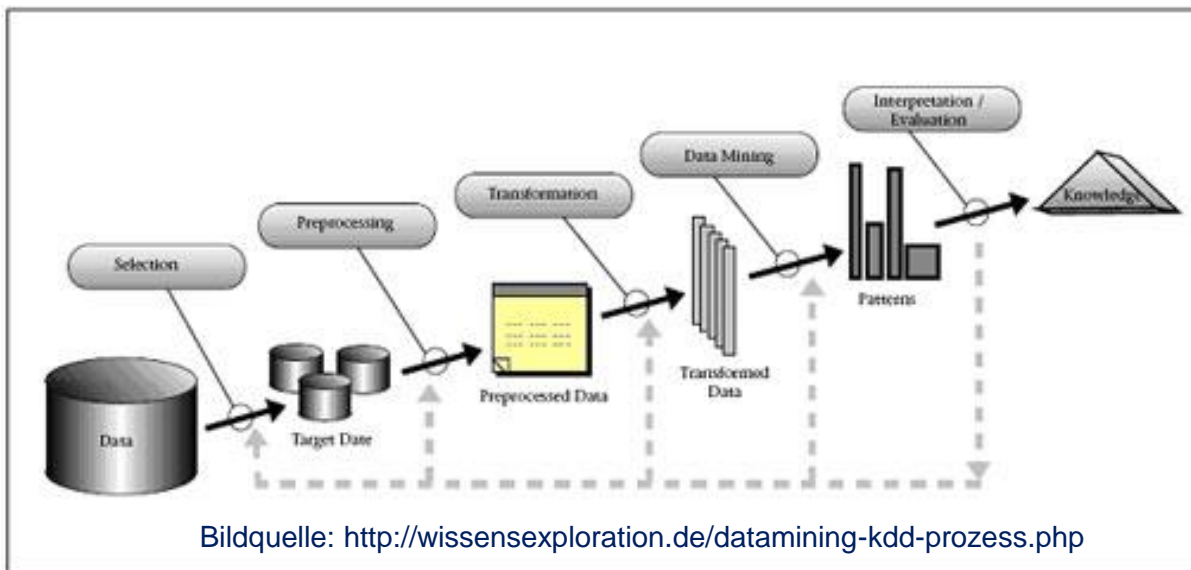 Interpretation /
Evaluation
Data Mining
Transformation
Knowledge
Preprocessing
Selection
Patterns
Transformed
Data
Preprocessed Data
Target Date
Data
Bildquelle: http://wissensexploration.de/datamining-kdd-prozess.php